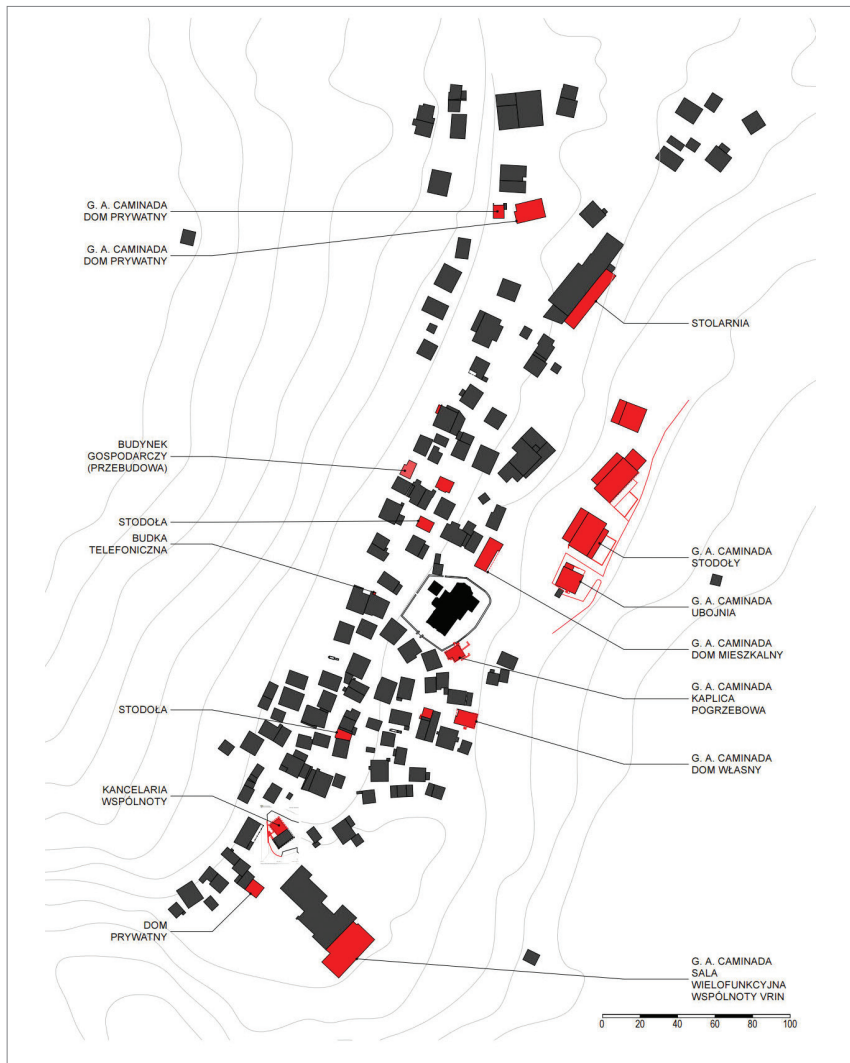 G. A. CAMINADA
DOM PRYWATNY
G. A. CAMINADA
DOM PRYWATNY
STOLARNIA
BUDYNEK
GOSPODARCZY
(PRZEBUDOWA)
STODOŁA
BUDKA
TELEFONICZNA
G. A. CAMINADA
STODOŁY
G. A. CAMINADA
UBOJNIA
G. A. CAMINADA
DOM MIESZKALNY
G. A. CAMINADA
KAPLICA
POGRZEBOWA
STODOŁA
G. A. CAMINADA
DOM WŁASNY
KANCELARIA
WSPÓLNOTY
DOM
PRYWATNY
G. A. CAMINADA
SALA
WIELOFUNKCYJNA
WSPÓLNOTY VRIN
0 20 40 60 80 100